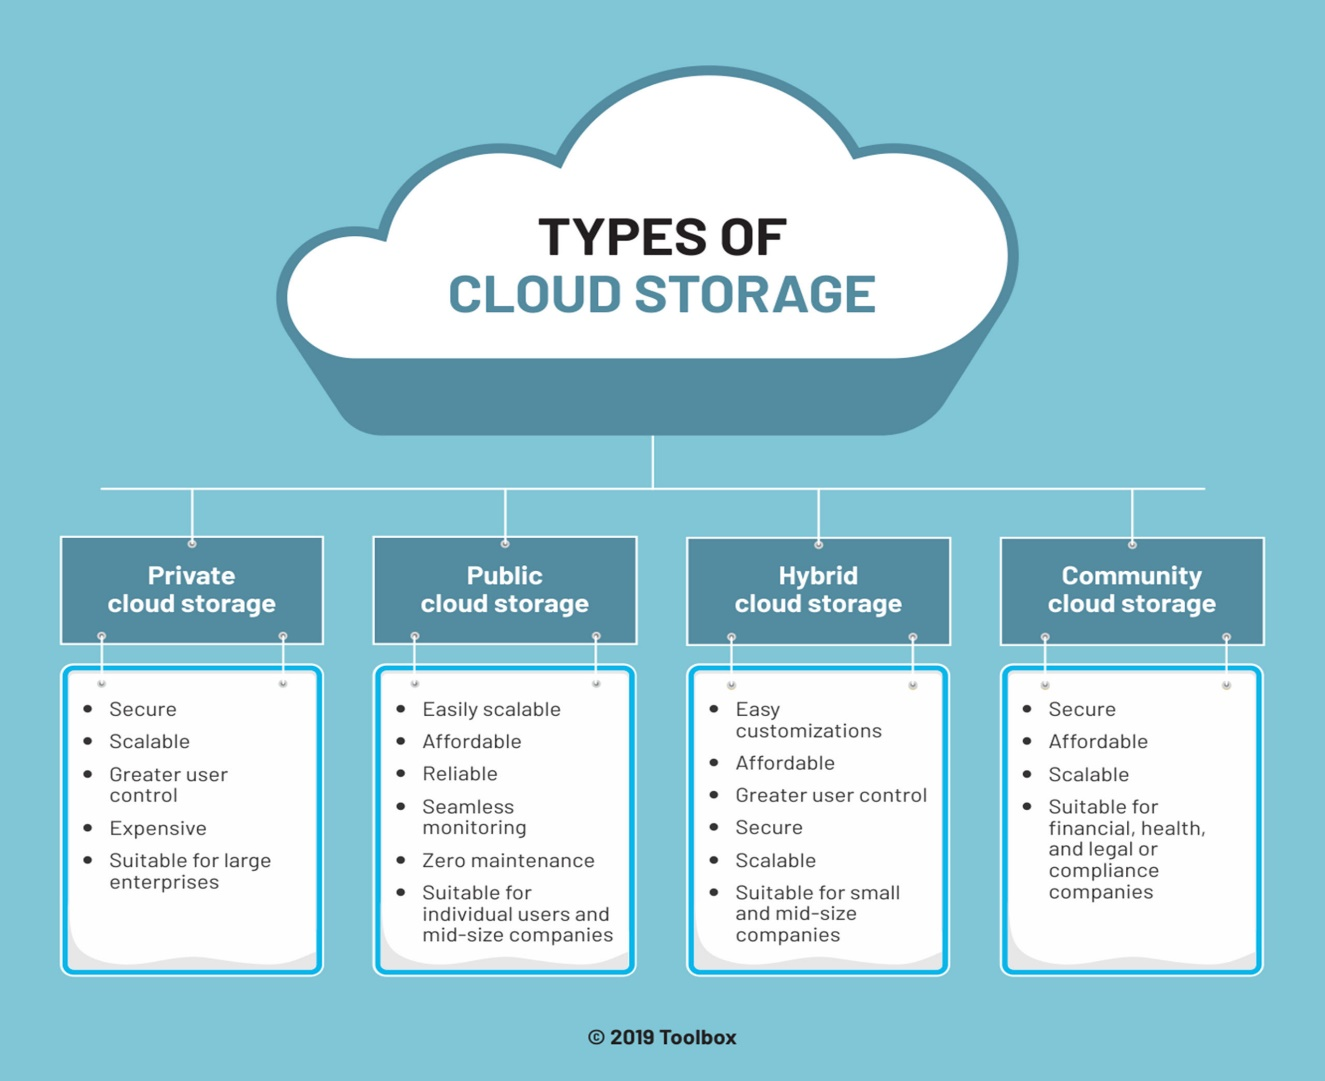 TYPES OF
CLOUD STORAGE
Private
cloud storage
• Secure
• Scalable
• Greater user
control
• Expensive
• Suitable for large
enterprises
Public
cloud storage
• Easily scalable
• Affordable
• Reliable
• Seamless
monitoring
• Zero maintenance
• Suitable for
individual users and
mid-size companies
Hybrid
cloud storage
• Easy
customizations
• Affordable
• Greater user control
• Secure
• Scalable
• Suitable for small
and mid-size
companies
Community
cloud storage
• Secure
• Affordable
• Scalable
• Suitable for
financial, health,
and legal or
compliance
companies
© 2019 Toolbox